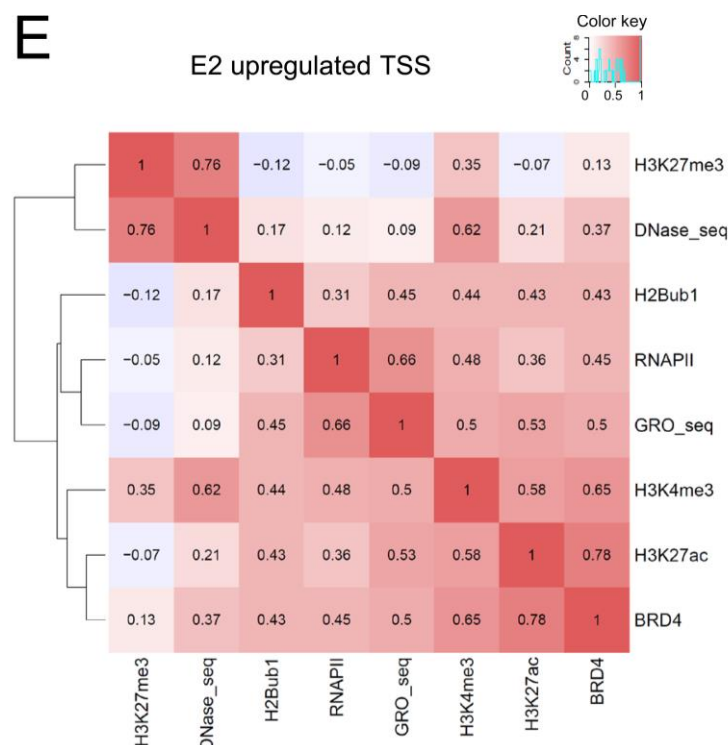 E
E2 upregulated TSS
Color key
Count
0 4 8
0 0.5 1
1 0.76 −0.12 −0.05 −0.09 0.35 −0.07 0.13 H3K27me3
0.76 1 0.17 0.12 0.09 0.62 0.21 0.37 DNase_seq
−0.12 0.17 1 0.31 0.45 0.44 0.43 0.43 H2Bub1
−0.05 0.12 0.31 1 0.66 0.48 0.36 0.45 RNAPII
−0.09 0.09 0.45 0.66 1 0.5 0.53 0.5 GRO_seq
0.35 0.62 0.44 0.48 0.5 1 0.58 0.65 H3K4me3
−0.07 0.21 0.43 0.36 0.53 0.58 1 0.78 H3K27ac
0.13 0.37 0.43 0.45 0.5 0.65 0.78 1 BRD4
H3K27me3 DNase_seq H2Bub1 RNAPII GRO_seq H3K4me3 H3K27ac BRD4